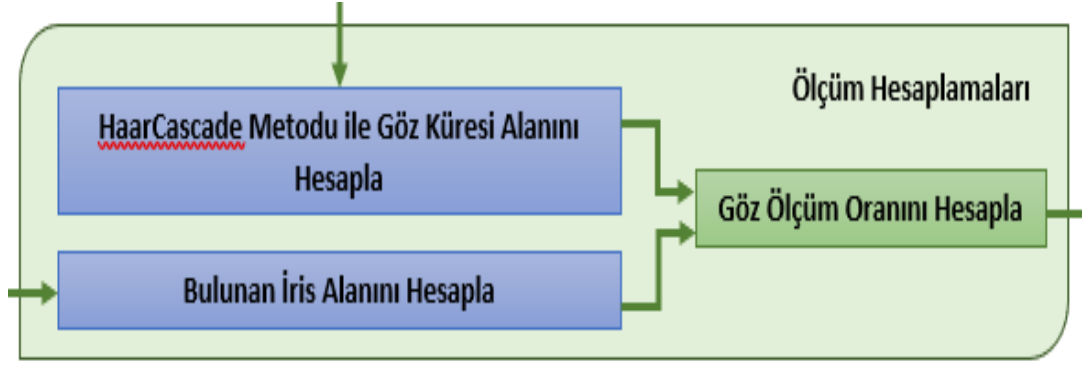 Ölçüm Hesaplamaları
HaarCascade Metodu ile Göz Küresi Alanını
Hesapla
Göz Ölçüm Oranını Hesapla
Bulunan İris Alanını Hesapla